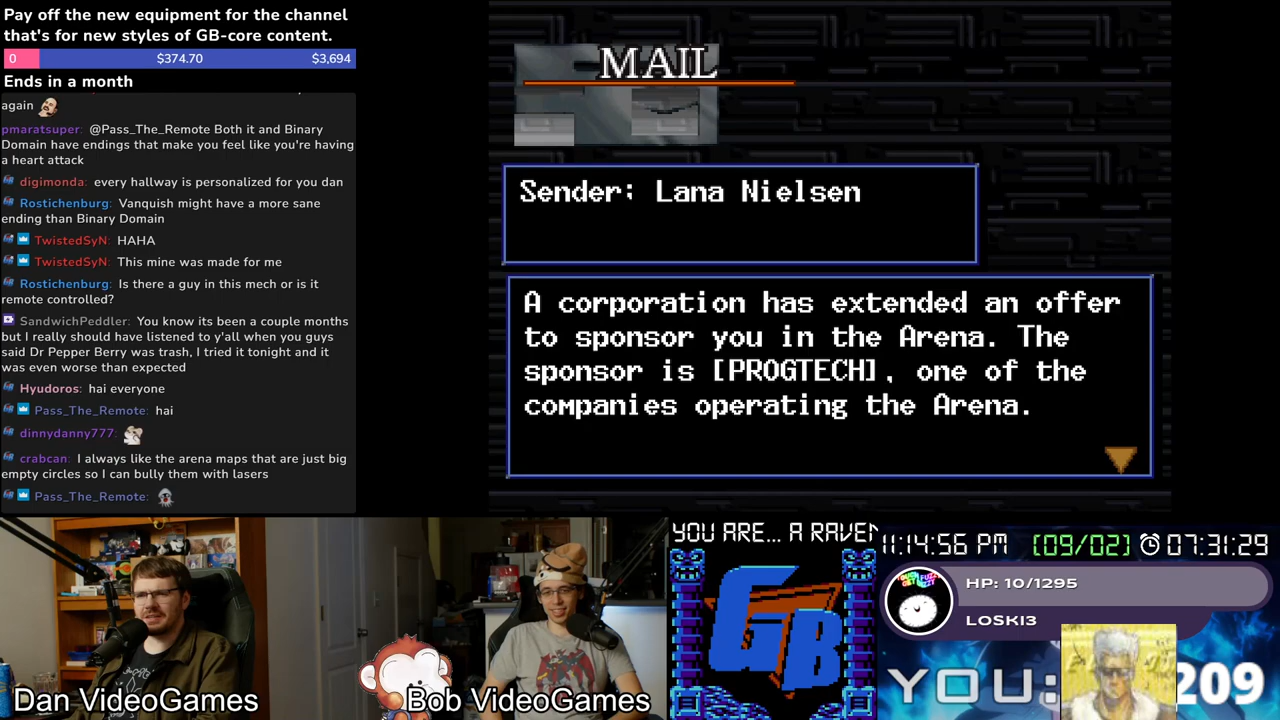 Pay off the new equipment for the channel
that's for new styles of GB-core content.
0 $374.70 $3,694
Ends in a month
again
pmaratsuper: @Pass_The_Remote Both it and Binary
Domain have endings that make you feel like you're having
a heart attack
digimonda: every hallway is personalized for you dan
Rostichenburg: Vanquish might have a more sane
ending than Binary Domain
TwistedSyN: HAHA
TwistedSyN: This mine was made for me
Rostichenburg: Is there a guy in this mech or is it
remote controlled?
SandwichPeddler: You know its been a couple months
but I really should have listened to y'all when you guys
said Dr Pepper Berry was trash, I tried it tonight and it
was even worse than expected
Hyudoros: hai everyone
Pass_The_Remote: hai
dinnydanny777:
crabcan: I always like the arena maps that are just big
empty circles so I can bully them with lasers
Pass_The_Remote:
MAIL
Sender: Lana Nielsen
A corporation has extended an offer
to sponsor you in the Arena. The
sponsor is [PROGTECH], one of the
companies operating the Arena.
Dan VideoGames
Bob VideoGames
YOU ARE... A RAVEN
GB
11:14:56 PM [09/02] 07:31:29
HP: 10/1295
LOSKI3
YOU:
209